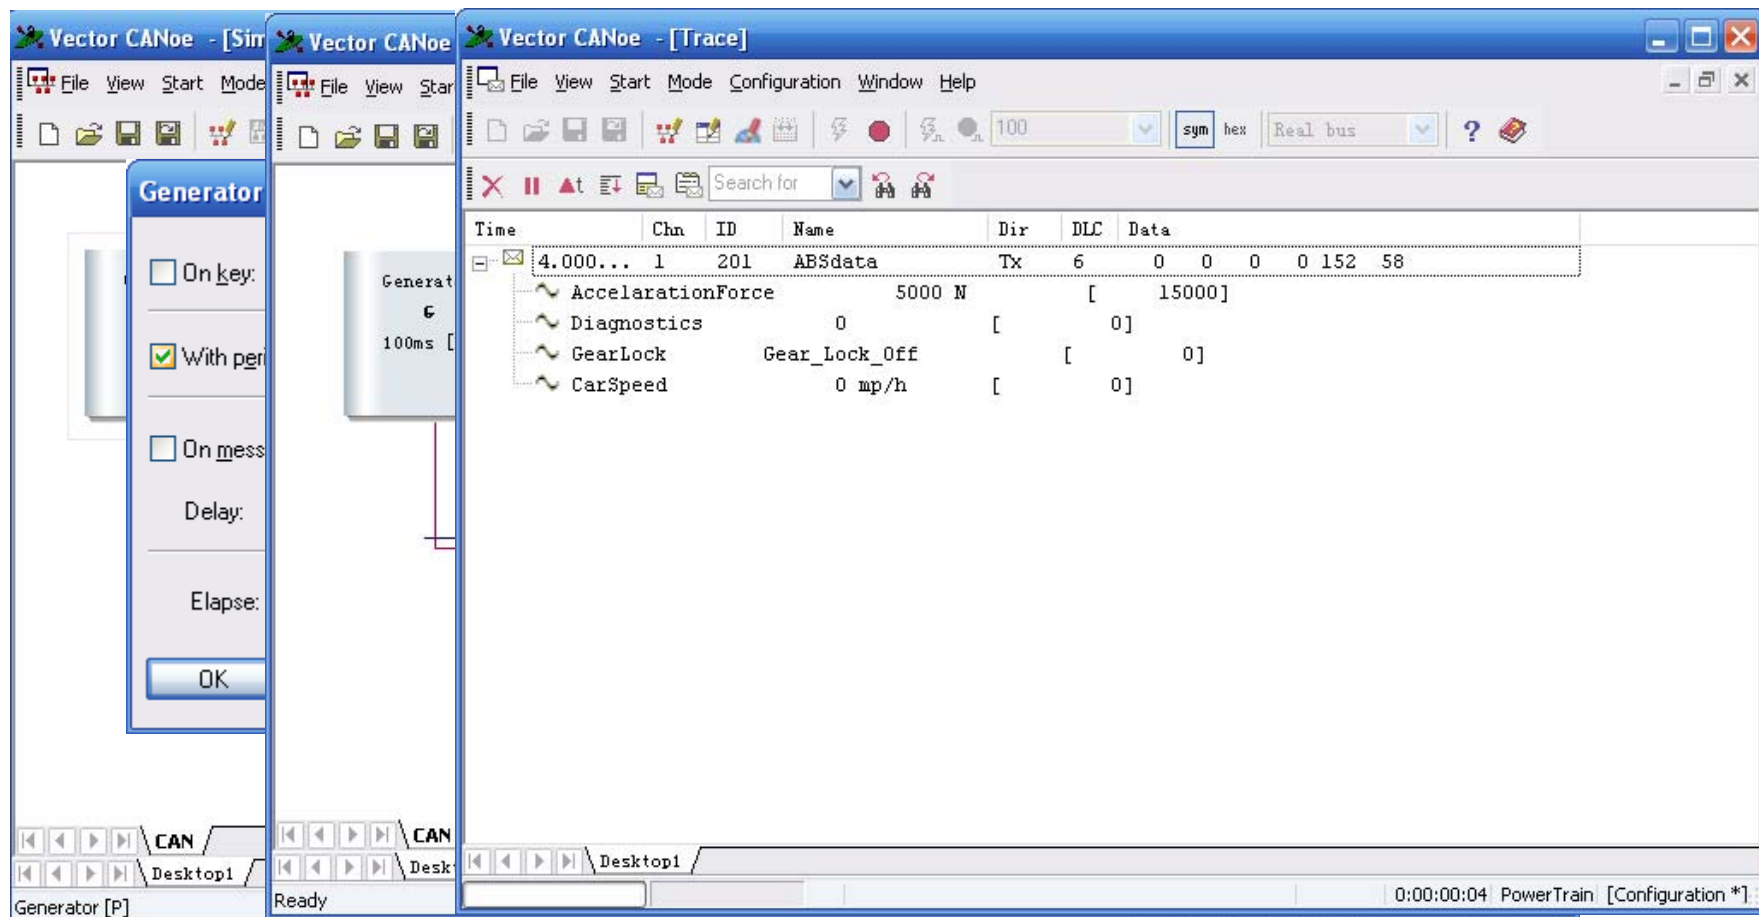 Vector CANoe - [Sim
File View Start Mode
Generator
On key:
With peri
On mess
Delay:
Elapse:
OK
CAN
Desktop1
Generator [P]
Vector CANoe
File View Star
Generat
G
100ms [
CAN
Desk
Ready
Vector CANoe - [Trace]
File View Start Mode Configuration Window Help
100 sym hex Real bus ?
Δt Search for
Time Chn ID Name Dir DLC Data
4.000... 1 201 ABSdata Tx 6 0 0 0 0 152 58
AccelarationForce 5000 N [ 15000]
Diagnostics 0 [ 0]
GearLock Gear_Lock_Off [ 0]
CarSpeed 0 mp/h [ 0]
Desktop1
0:00:00:04 PowerTrain [Configuration *]